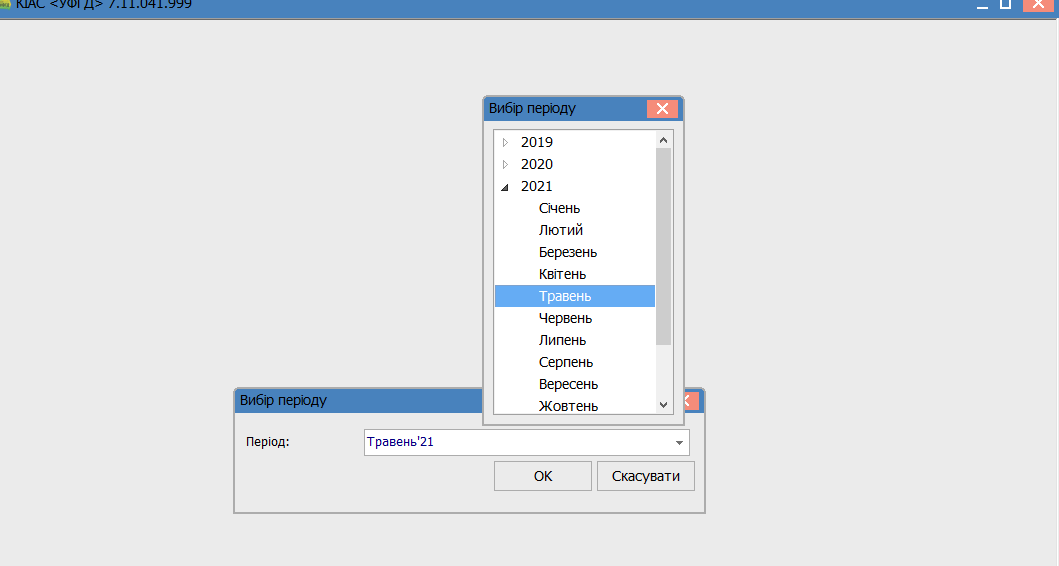 КІАС <УФГД> 7.11.041.999
Вибір періоду
2019
2020
2021
Січень
Лютий
Березень
Квітень
Травень
Червень
Липень
Серпень
Вересень
Жовтень
Вибір періоду
Період:
Травень'21
ОК
Скасувати